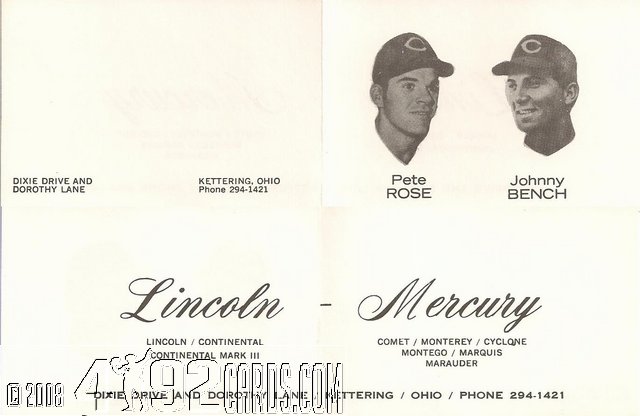 DIXIE DRIVE AND
DOROTHY LANE
KETTERING, OHIO
Phone 294-1421
C
C
Pete
ROSE
Johnny
BENCH
Lincoln - Mercury
LINCOLN / CONTINENTAL
CONTINENTAL MARK III
COMET / MONTEREY / CYCLONE
MONTEGO / MARQUIS
MARAUDER
DIXIE DRIVE AND DOROTHY LANE / KETTERING / OHIO / PHONE 294-1421
© 2008 4192CARDS.COM